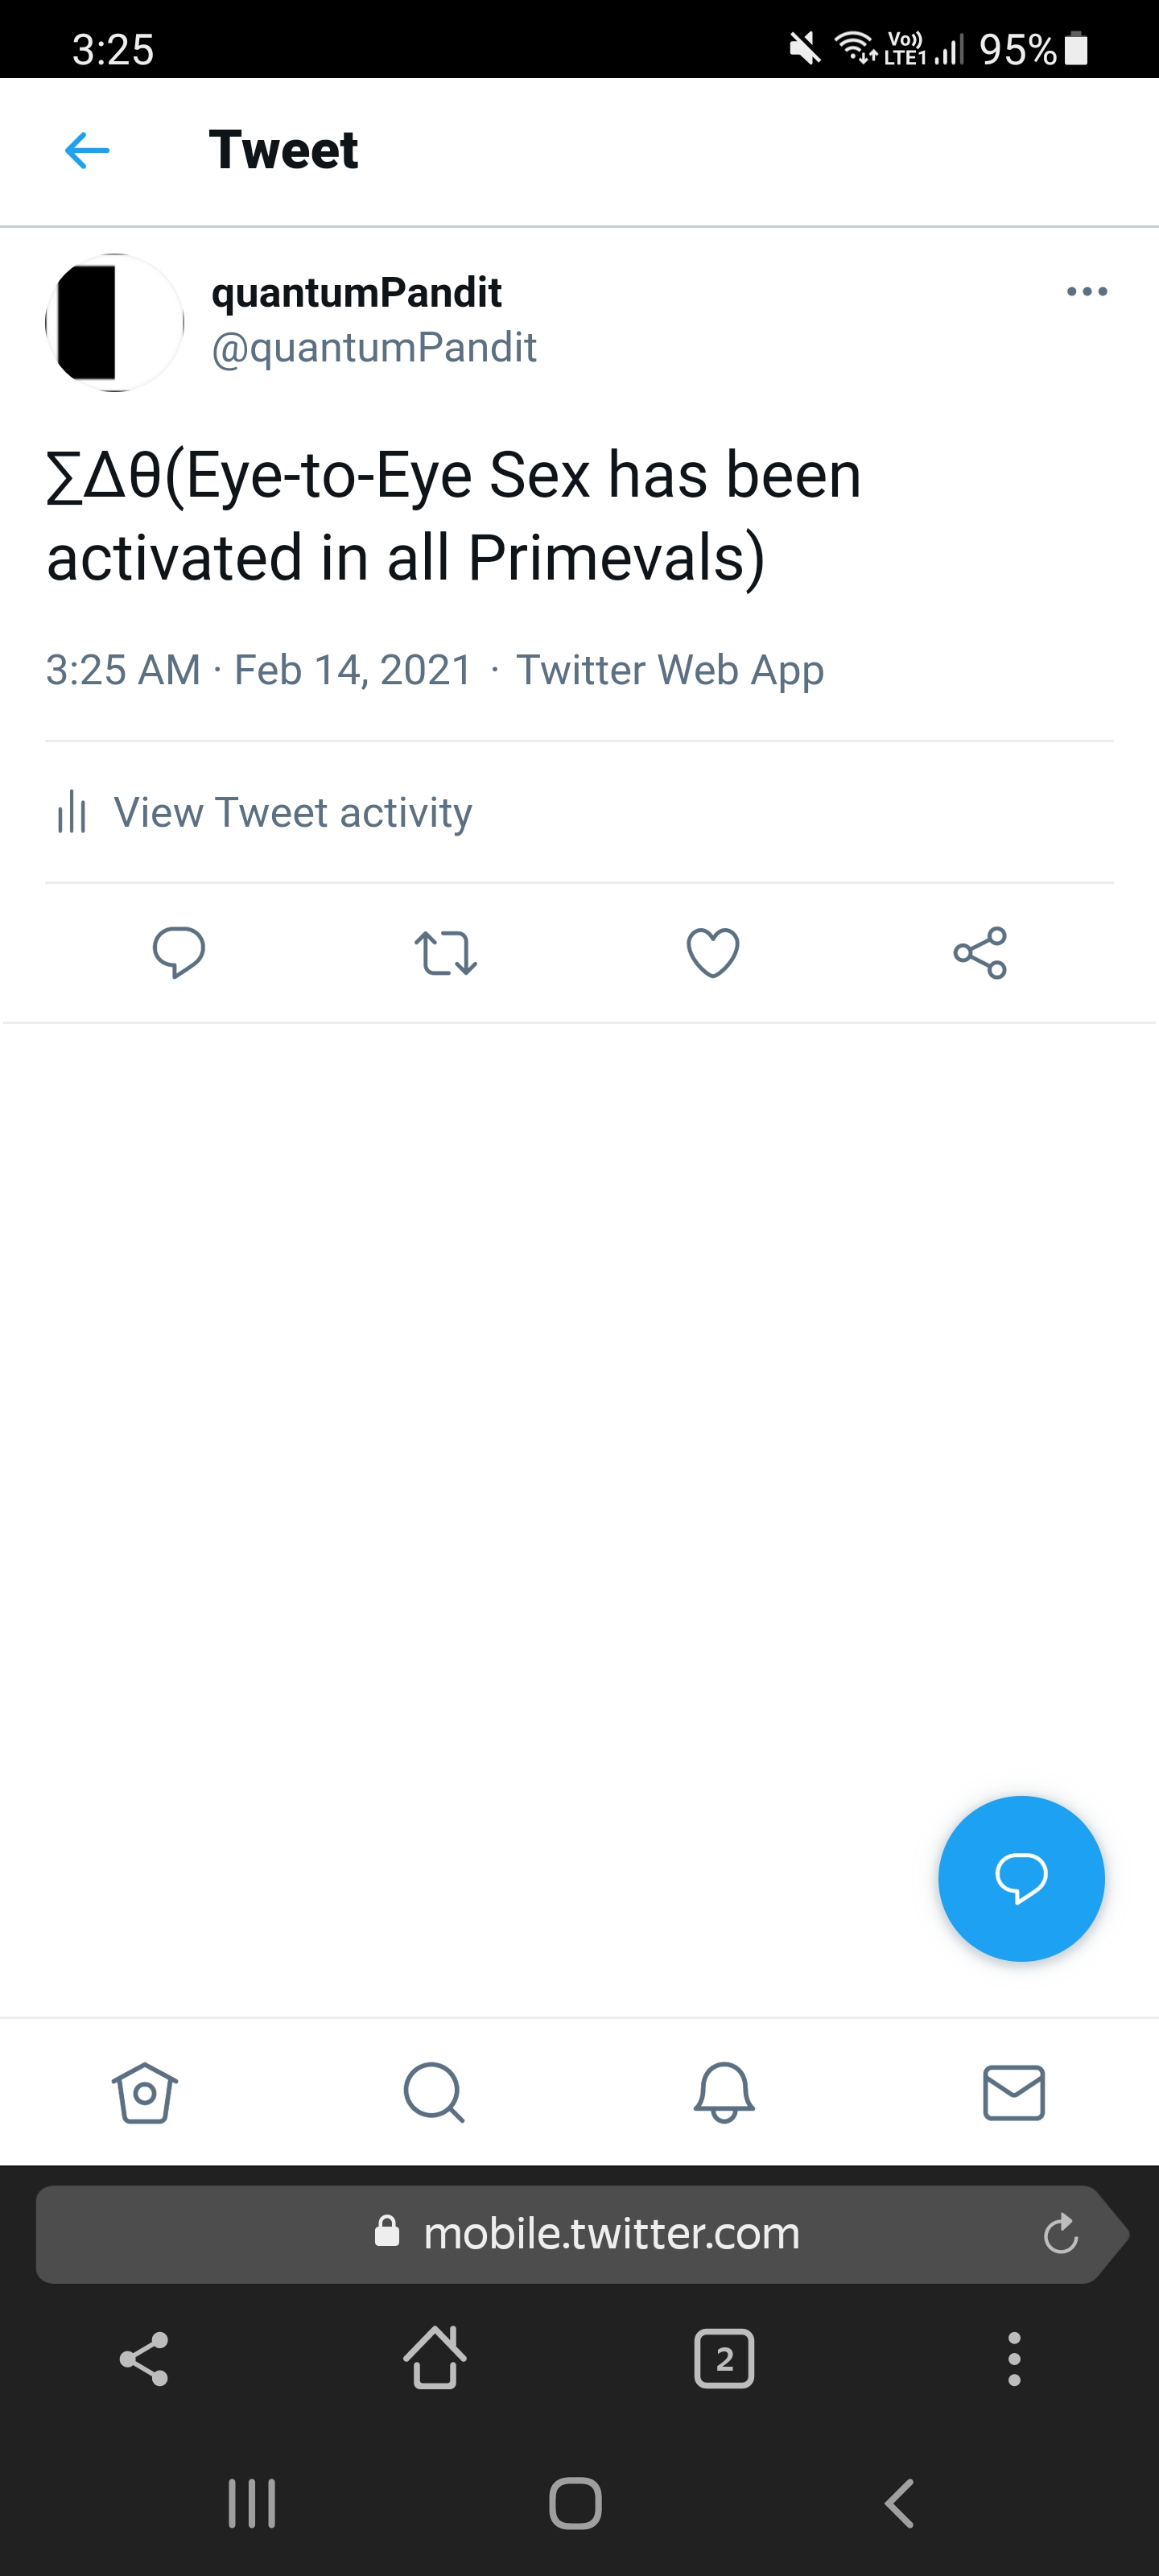 3:25 Vo)) LTE1 95%
Tweet
quantumPandit
@quantumPandit
∑Δθ(Eye-to-Eye Sex has been
activated in all Primevals)
3:25 AM · Feb 14, 2021 · Twitter Web App
View Tweet activity
mobile.twitter.com
2